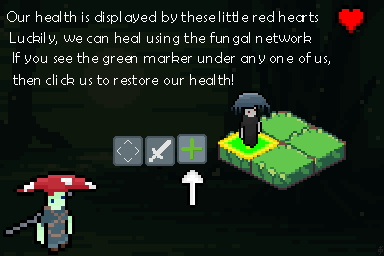 Our health is displayed by these little red hearts
Luckily, we can heal using the fungal network
If you see the green marker under any one of us,
then click us to restore our health!